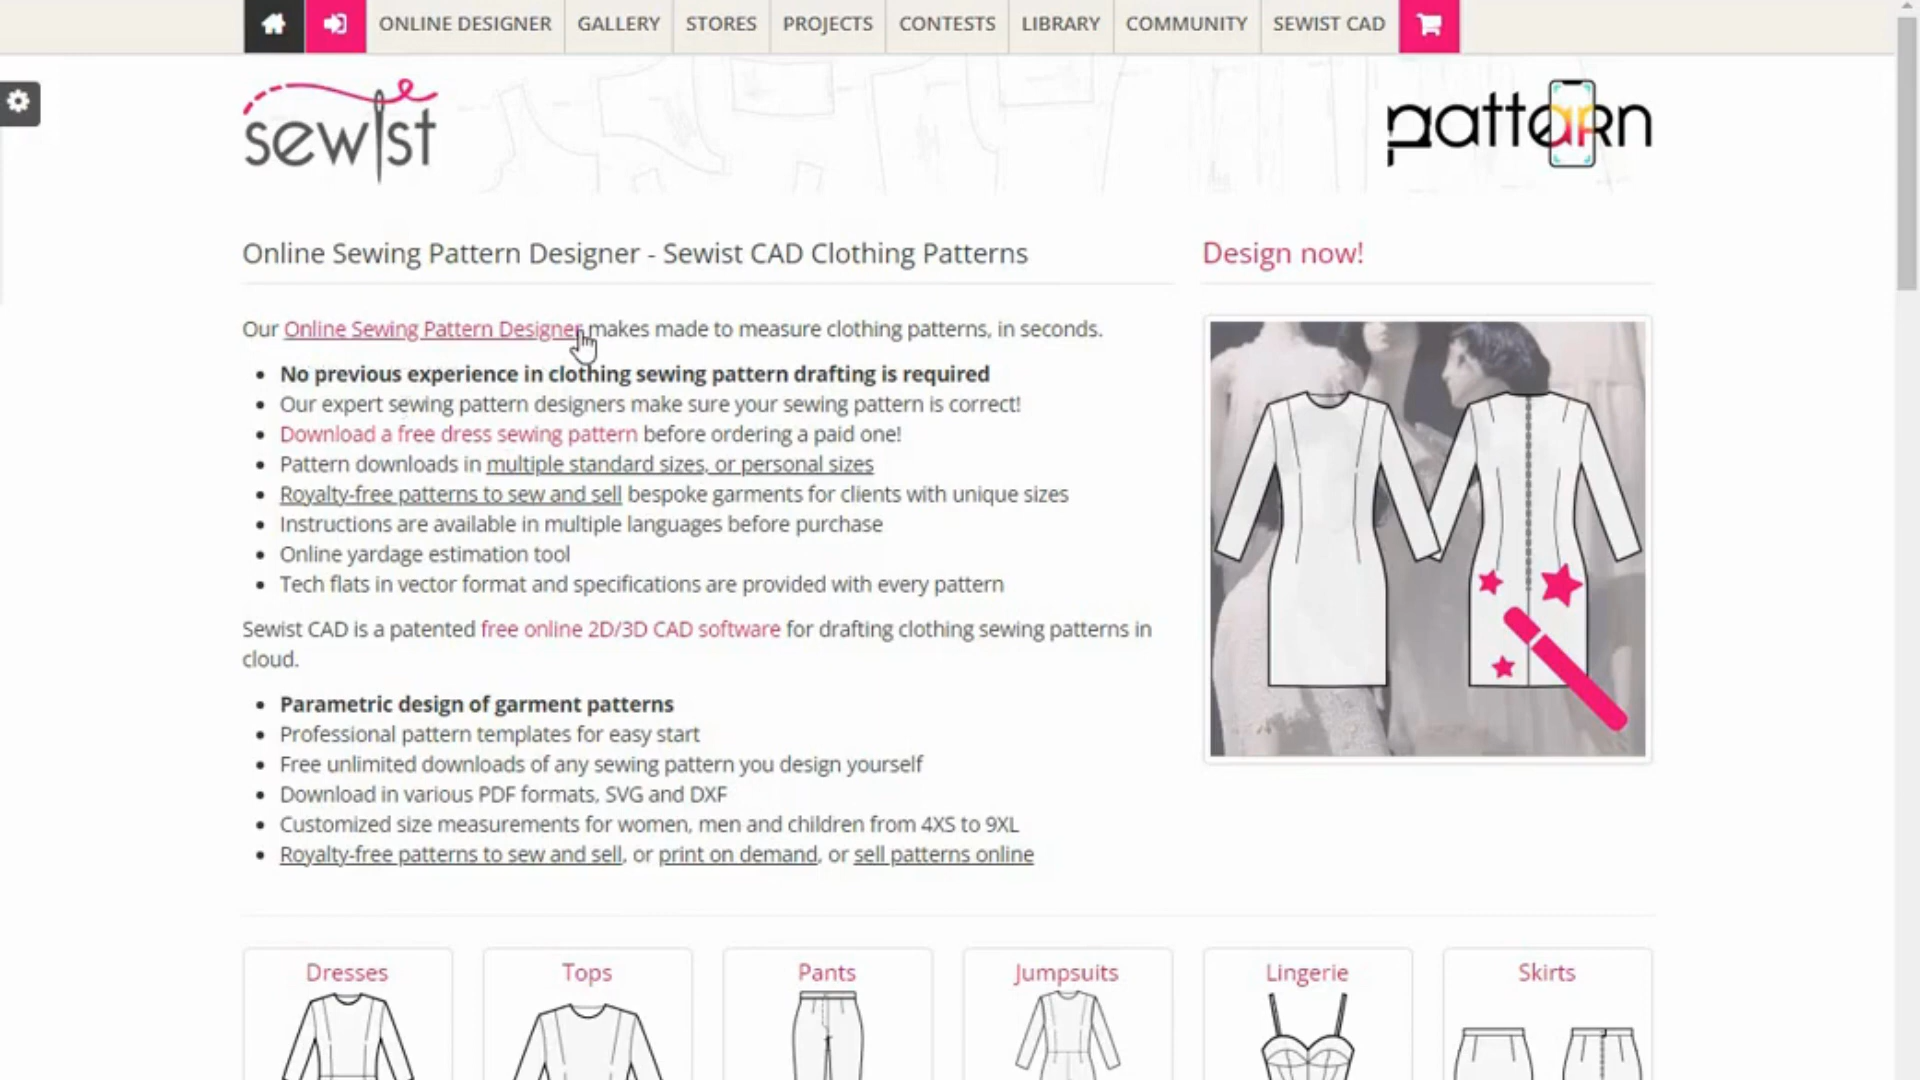 ONLINE DESIGNER GALLERY STORES PROJECTS CONTESTS LIBRARY COMMUNITY SEWIST CAD
sewist
pattern
Online Sewing Pattern Designer - Sewist CAD Clothing Patterns
Design now!
Our Online Sewing Pattern Designer makes made to measure clothing patterns, in seconds.
• No previous experience in clothing sewing pattern drafting is required
• Our expert sewing pattern designers make sure your sewing pattern is correct!
• Download a free dress sewing pattern before ordering a paid one!
• Pattern downloads in multiple standard sizes, or personal sizes
• Royalty-free patterns to sew and sell bespoke garments for clients with unique sizes
• Instructions are available in multiple languages before purchase
• Online yardage estimation tool
• Tech flats in vector format and specifications are provided with every pattern
Sewist CAD is a patented free online 2D/3D CAD software for drafting clothing sewing patterns in
cloud.
• Parametric design of garment patterns
• Professional pattern templates for easy start
• Free unlimited downloads of any sewing pattern you design yourself
• Download in various PDF formats, SVG and DXF
• Customized size measurements for women, men and children from 4XS to 9XL
• Royalty-free patterns to sew and sell, or print on demand, or sell patterns online
Dresses Tops Pants Jumpsuits Lingerie Skirts